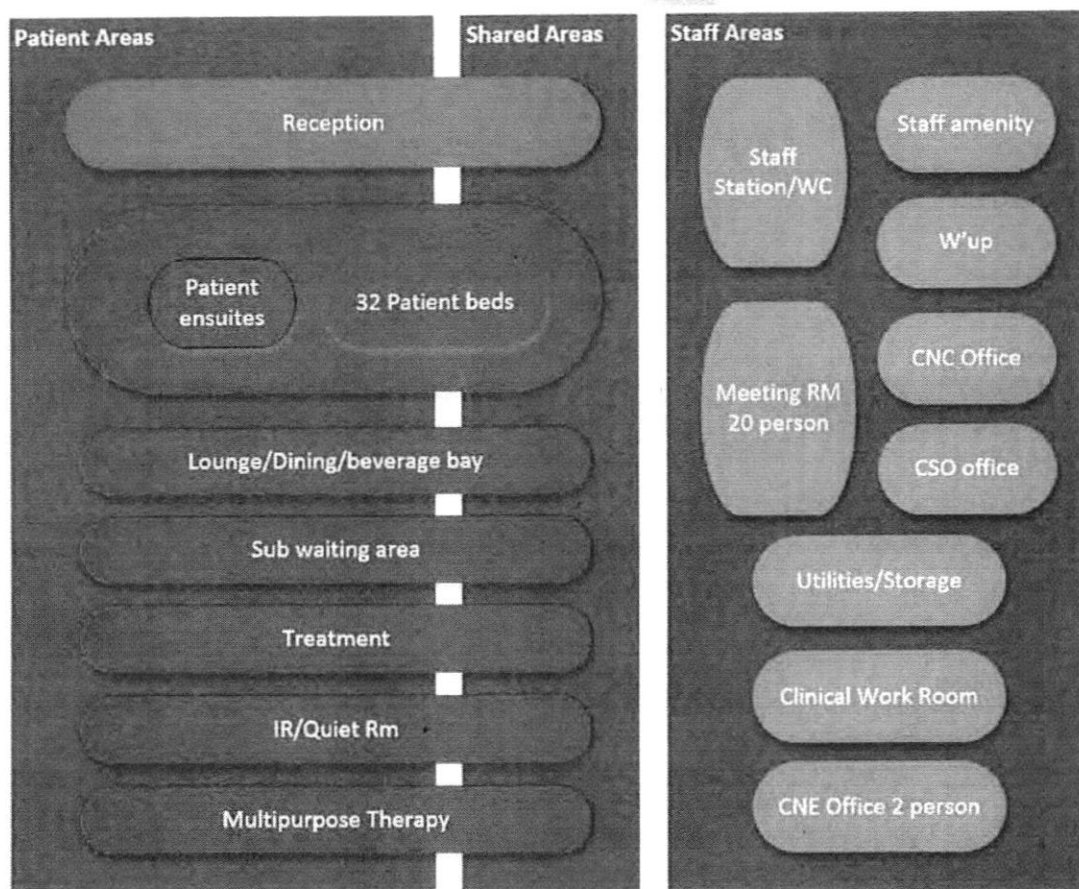 Patient Areas
Shared Areas
Staff Areas
Reception
Patient
ensuites
32 Patient beds
Lounge/Dining/beverage bay
Sub waiting area
Treatment
IR/Quiet Rm
Multipurpose Therapy
Staff
Station/WC
Staff amenity
W'up
Meeting RM
20 person
CNC Office
CSO office
Utilities/Storage
Clinical Work Room
CNE Office 2 person